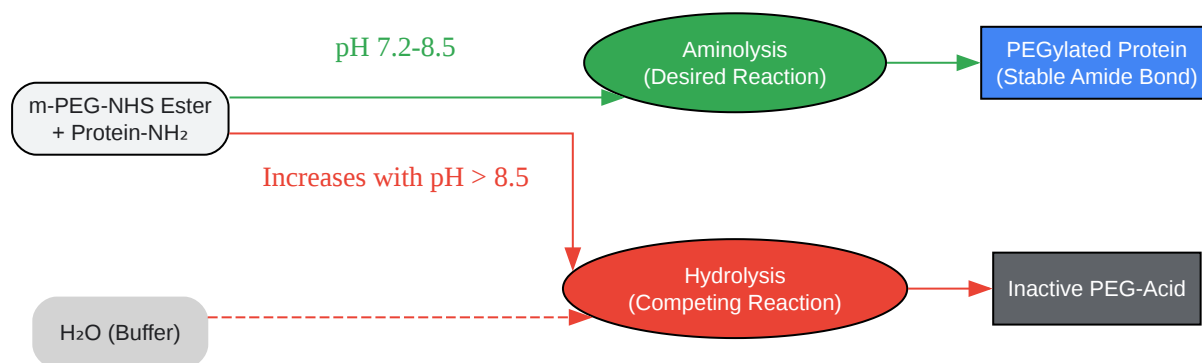 pH 7.2-8.5
Aminolysis
(Desired Reaction)
PEGylated Protein
(Stable Amide Bond)
m-PEG-NHS Ester
+ Protein-NH₂
Increases with pH > 8.5
Hydrolysis
(Competing Reaction)
Inactive PEG-Acid
H₂O (Buffer)